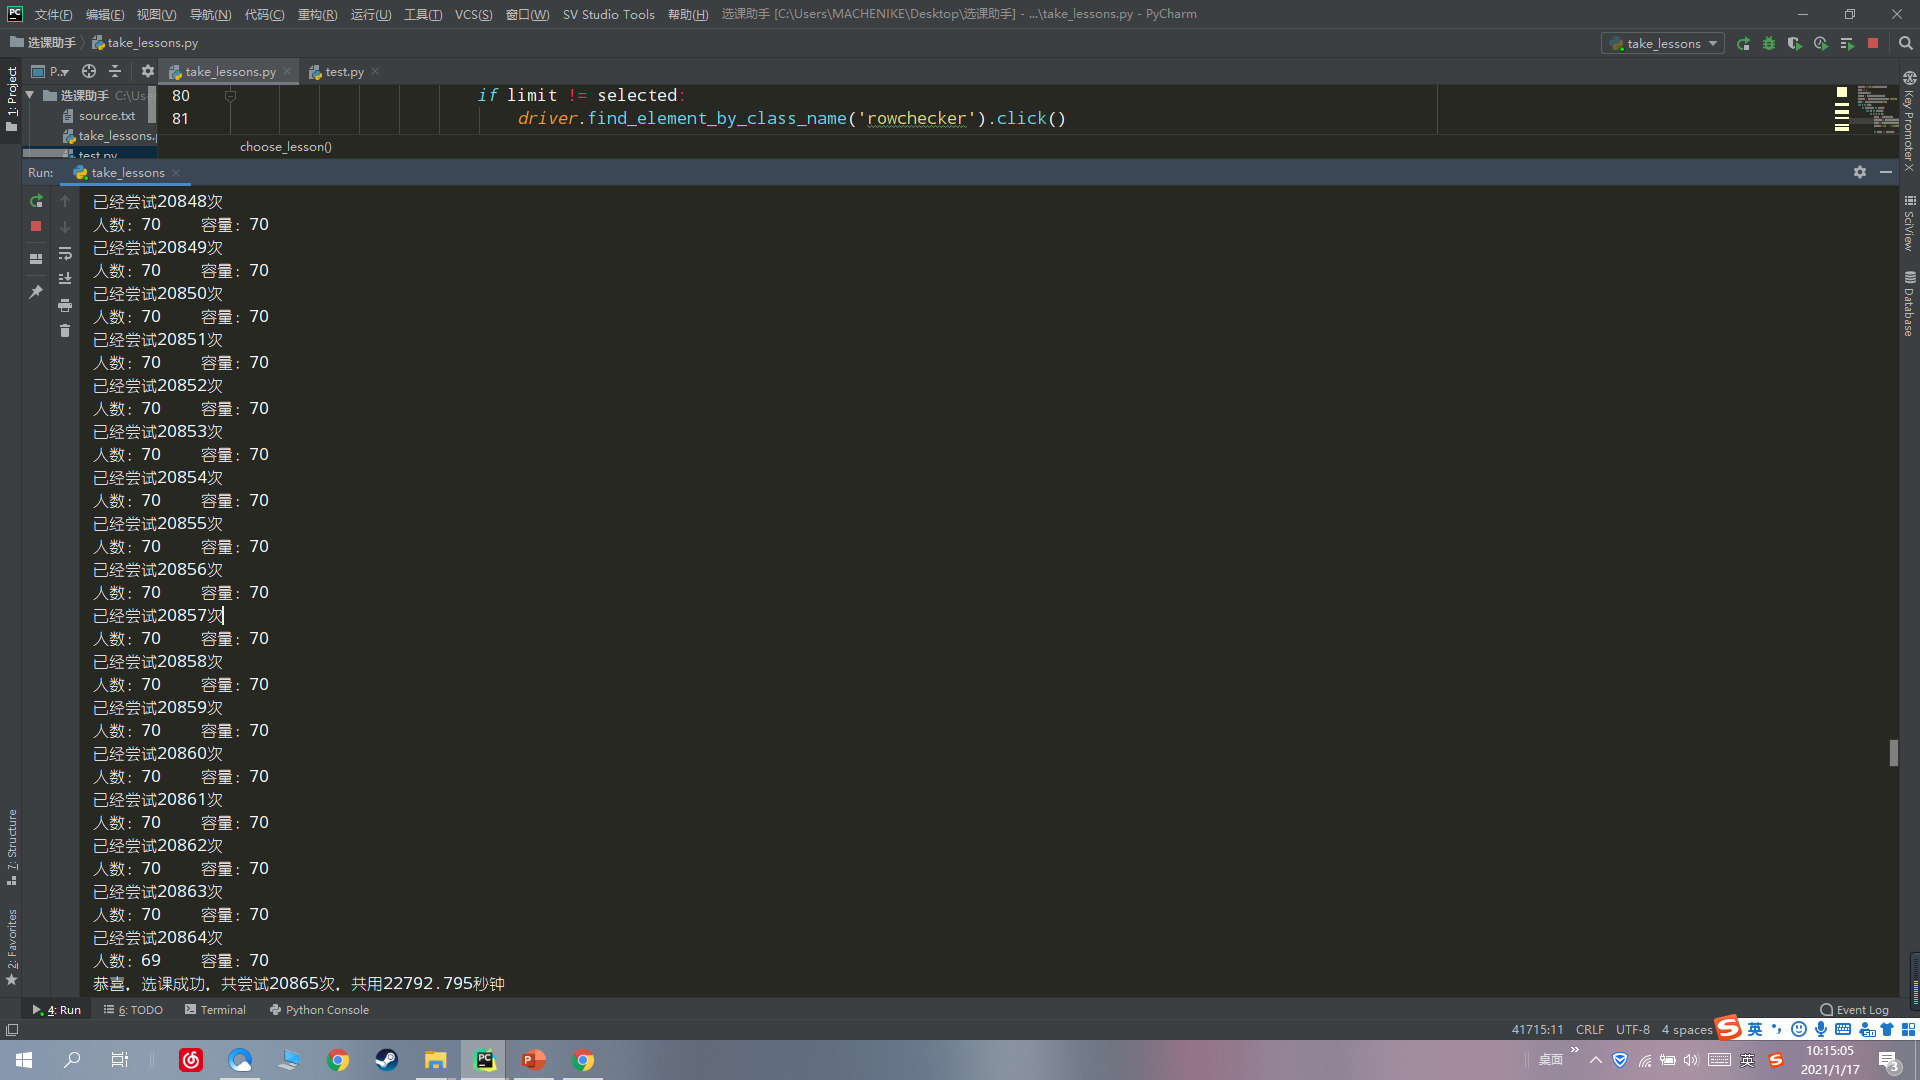 文件(F) 编辑(E) 视图(V) 导航(N) 代码(C) 重构(R) 运行(U) 工具(T) VCS(S) 窗口(W) SV Studio Tools 帮助(H) 选课助手 [C:\Users\MACHENIKE\Desktop\选课助手] - ...\take_lessons.py - PyCharm
选课助手 take_lessons.py take_lessons
P.. take_lessons.py test.py
选课助手 C:\Use
source.txt
take_lessons.
test.py
80 if limit != selected:
81 driver.find_element_by_class_name('rowchecker').click()
choose_lesson()
Run: take_lessons
已经尝试20848次
人数: 70 容量: 70
已经尝试20849次
人数: 70 容量: 70
已经尝试20850次
人数: 70 容量: 70
已经尝试20851次
人数: 70 容量: 70
已经尝试20852次
人数: 70 容量: 70
已经尝试20853次
人数: 70 容量: 70
已经尝试20854次
人数: 70 容量: 70
已经尝试20855次
人数: 70 容量: 70
已经尝试20856次
人数: 70 容量: 70
已经尝试20857次
人数: 70 容量: 70
已经尝试20858次
人数: 70 容量: 70
已经尝试20859次
人数: 70 容量: 70
已经尝试20860次
人数: 70 容量: 70
已经尝试20861次
人数: 70 容量: 70
已经尝试20862次
人数: 70 容量: 70
已经尝试20863次
人数: 70 容量: 70
已经尝试20864次
人数: 69 容量: 70
恭喜, 选课成功, 共尝试20865次, 共用22792.795秒钟
1: Project
7: Structure
2: Favorites
Key Promoter X
SciView
Database
4: Run 6: TODO Terminal Python Console Event Log
41715:11 CRLF UTF-8 4 spaces 英
桌面 英 10:15:05
2021/1/17 3